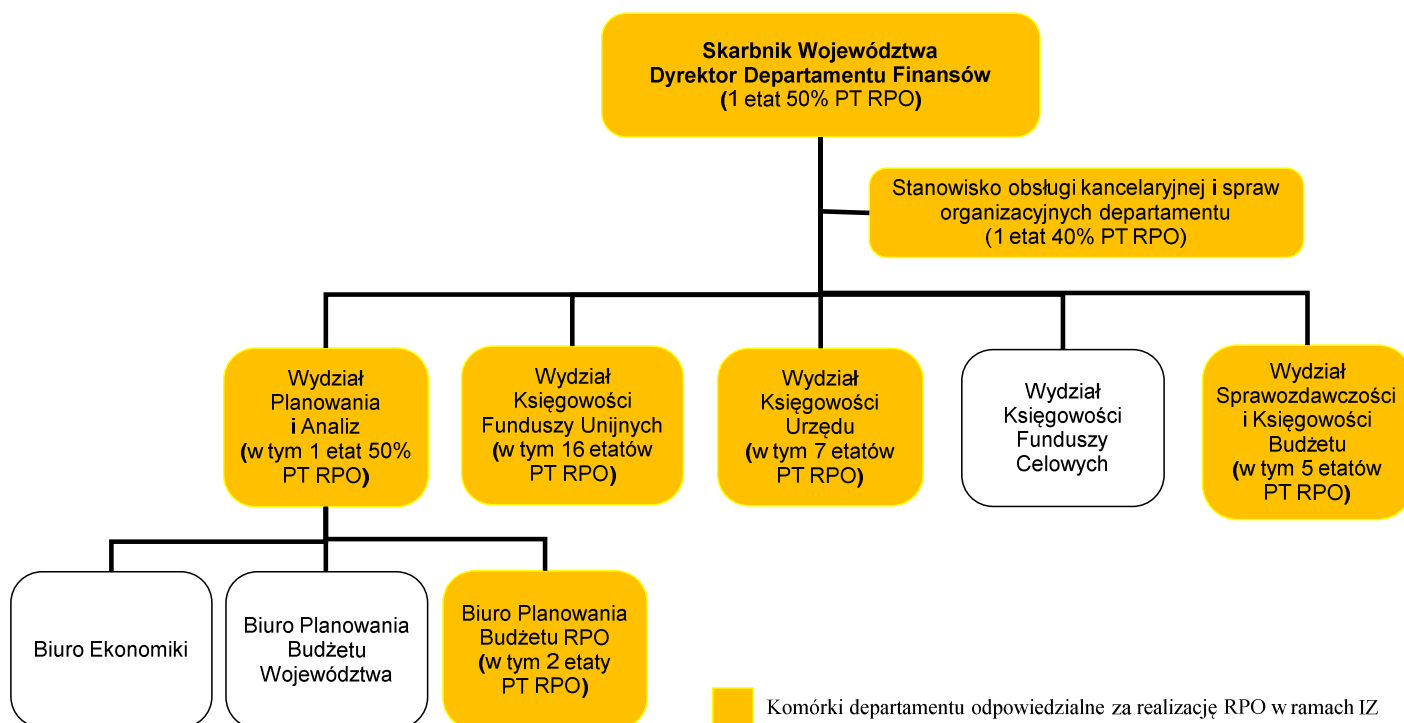 Skarbnik Województwa
Dyrektor Departamentu Finansów
(1 etat 50% PT RPO)
Stanowisko obsługi kancelaryjnej i spraw
organizacyjnych departamentu
(1 etat 40% PT RPO)
Wydział
Planowania
i Analiz
(w tym 1 etat 50%
PT RPO)
Wydział
Księgowości
Funduszy Unijnych
(w tym 16 etatów
PT RPO)
Wydział
Księgowości
Urzędu
(w tym 7 etatów
PT RPO)
Wydział
Księgowości
Funduszy
Celowych
Wydział
Sprawozdawczości
i Księgowości
Budżetu
(w tym 5 etatów
PT RPO)
Biuro Ekonomiki
Biuro Planowania
Budżetu
Województwa
Biuro Planowania
Budżetu RPO
(w tym 2 etaty
PT RPO)
Komórki departamentu odpowiedzialne za realizację RPO w ramach IZ